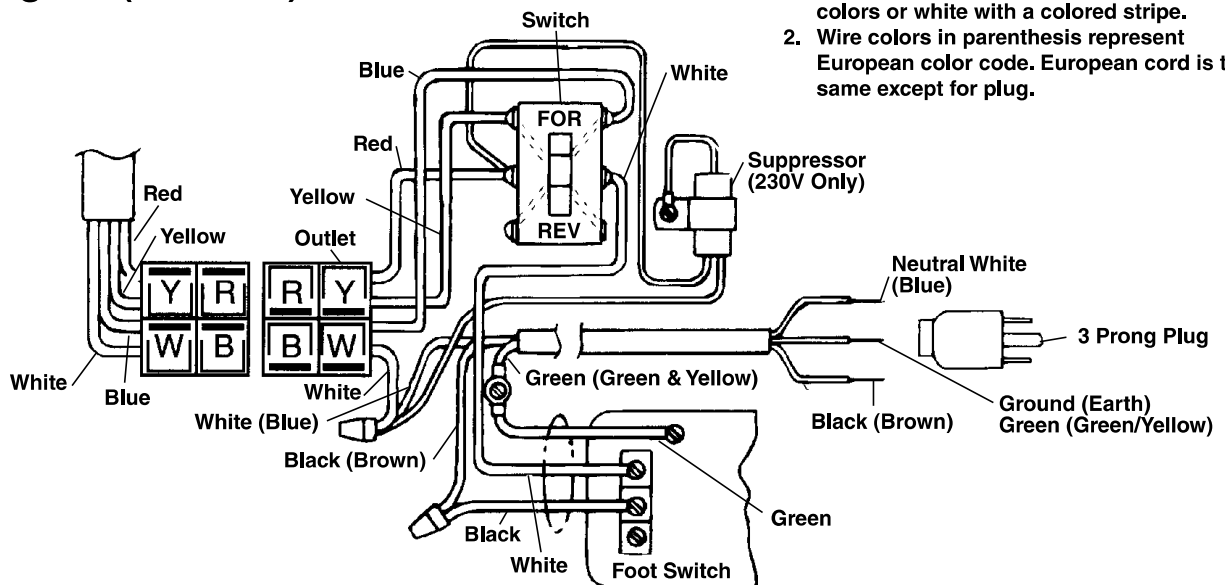 Switch
colors or white with a colored stripe.
2. Wire colors in parenthesis represent
European color code. European cord is
same except for plug.
Blue
White
FOR
Red
Suppressor
(230V Only)
Red
Yellow
REV
Yellow
Outlet
Neutral White
(Blue)
Y R
R Y
W B
B W
3 Prong Plug
White
Blue
White
Green (Green & Yellow)
White (Blue)
Black (Brown)
Ground (Earth)
Green (Green/Yellow)
Black (Brown)
Green
Black
White
Foot Switch